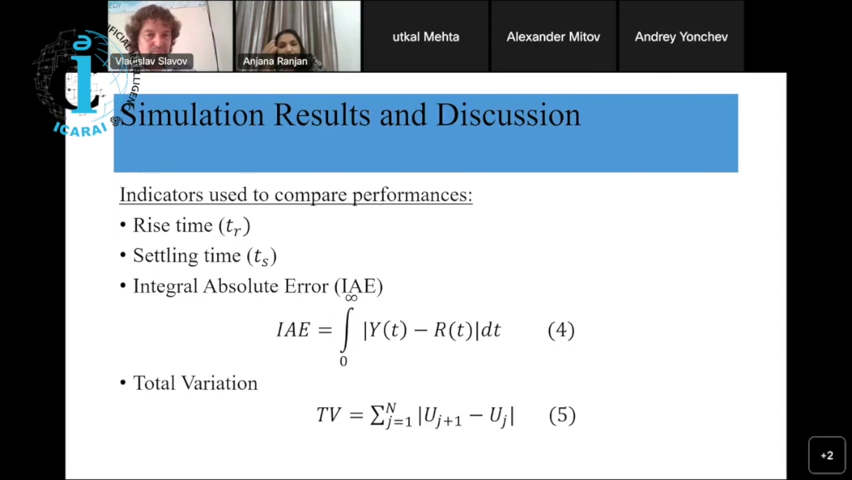 Vladislav Slavov
Anjana Ranjan
utkal Mehta
Alexander Mitov
Andrey Yonchev
ICARAI
Simulation Results and Discussion
Indicators used to compare performances:
• Rise time (t_r)
• Settling time (t_s)
• Integral Absolute Error (IAE)
IAE = ∫_0^∞ |Y(t) − R(t)|dt (4)
• Total Variation
TV = ∑_{j=1}^N |U_{j+1} − U_j| (5)
+2